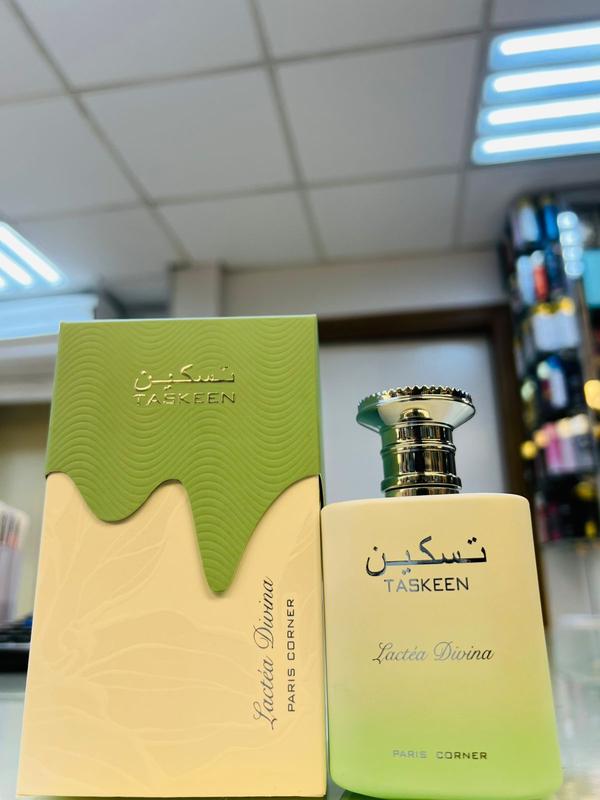 تسكين
TASKEEN
Lactéa Divina
PARIS CORNER
تسكين
TASKEEN
Lactéa Divina
PARIS CORNER